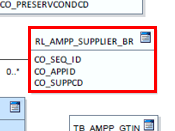 CO_PRESERVCONDCD
RL_AMPP_SUPPLIER_BR
0..*
CO_SEQ_ID
CO_APPID
CO_SUPPCD
TB_AMPP_GTIN